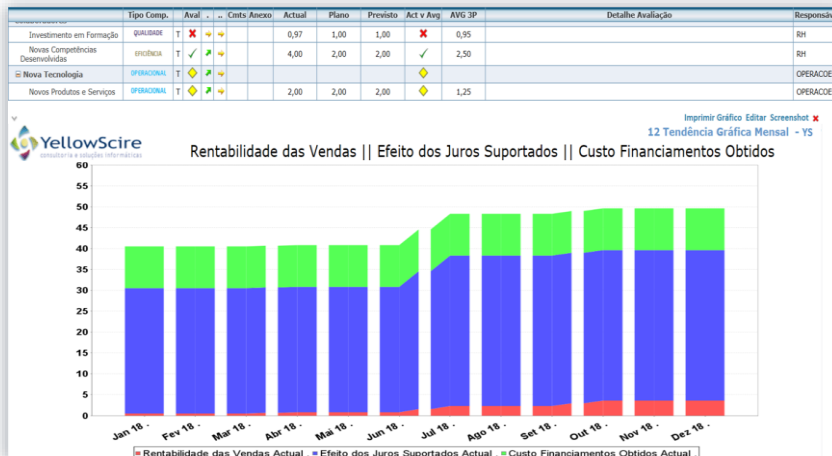 Tipo Comp. Aval . .. Cmts Anexo Actual Plano Previsto Act v Avg AVG 3P Detalhe Avaliação Responsáv
Investimento em Formação QUALIDADE T 0,97 1,00 1,00 0,95 RH
Novas Competências Desenvolvidas EFICIÊNCIA T 4,00 2,00 2,00 2,50 RH
Nova Tecnologia OPERACIONAL T OPERACOE
Novos Produtos e Serviços OPERACIONAL T 2,00 2,00 2,00 1,25 OPERACOE
Imprimir Gráfico Editar Screenshot
12 Tendência Gráfica Mensal - YS
YellowScire
consultoria e soluções informáticas
Rentabilidade das Vendas || Efeito dos Juros Suportados || Custo Financiamentos Obtidos
60
55
50
45
40
35
30
25
20
15
10
5
0
Jan 18 . Fev 18 . Mar 18 . Abr 18 . Mai 18 . Jun 18 . Jul 18 . Ago 18 . Set 18 . Out 18 . Nov 18 . Dez 18 .
Rentabilidade das Vendas Actual . Efeito dos Juros Suportados Actual . Custo Financiamentos Obtidos Actual .